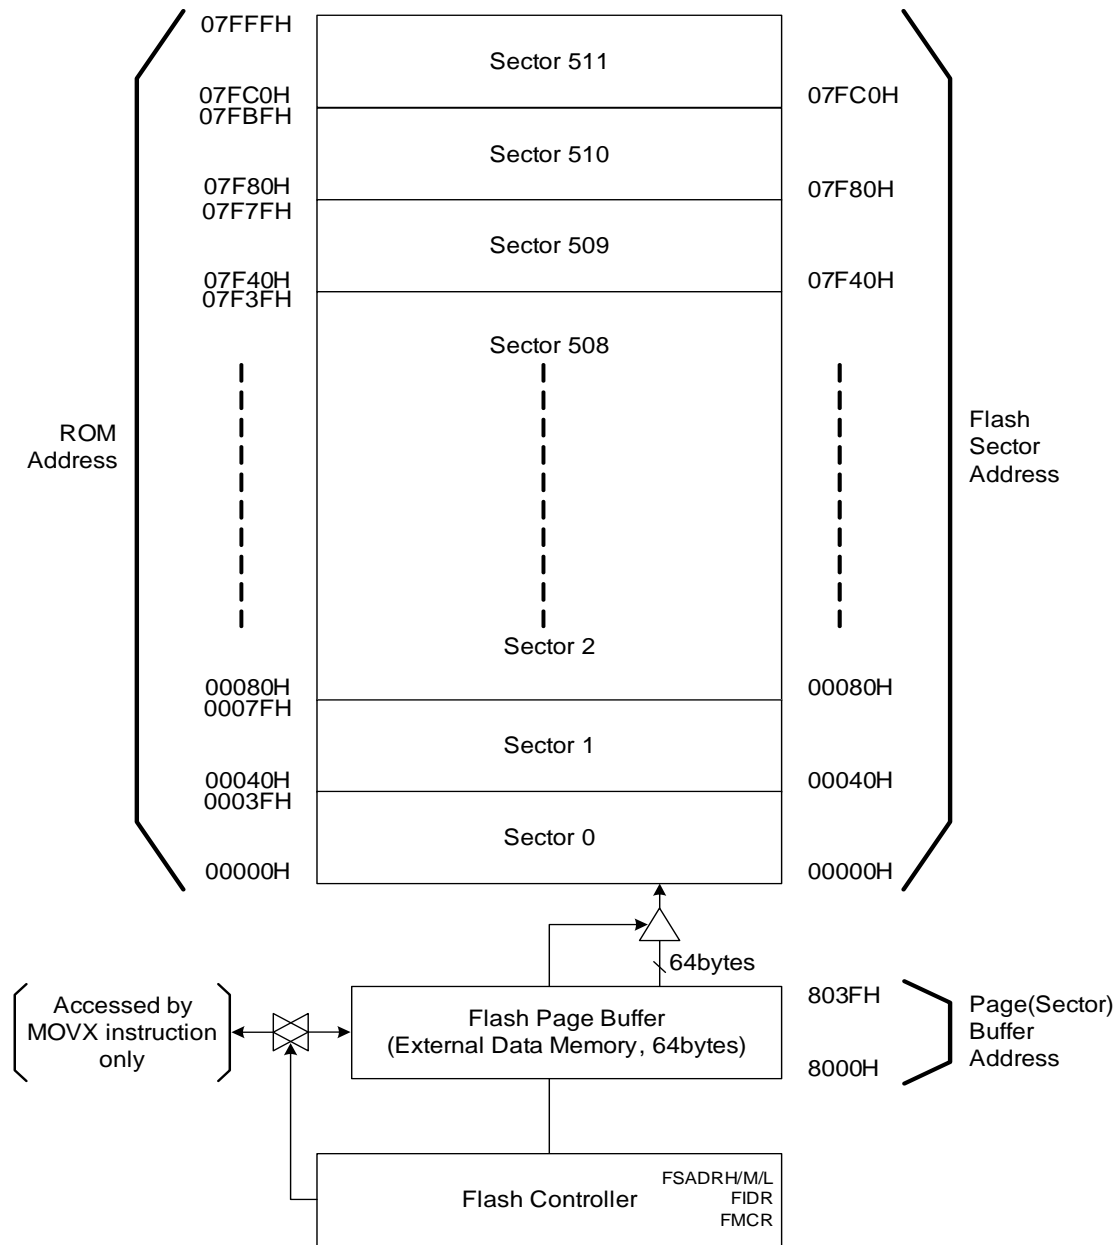 07FFFH
Sector 511
07FC0H
07FC0H
07FBFH
Sector 510
07F80H
07F80H
07F7FH
Sector 509
07F40H
07F40H
07F3FH
Sector 508
ROM
Address
Flash
Sector
Address
Sector 2
00080H
00080H
0007FH
Sector 1
00040H
00040H
0003FH
Sector 0
00000H
00000H
64bytes
Accessed by
MOVX instruction
only
Flash Page Buffer
(External Data Memory, 64bytes)
803FH
8000H
Page(Sector)
Buffer
Address
Flash Controller
FSADRH/M/L
FIDR
FMCR